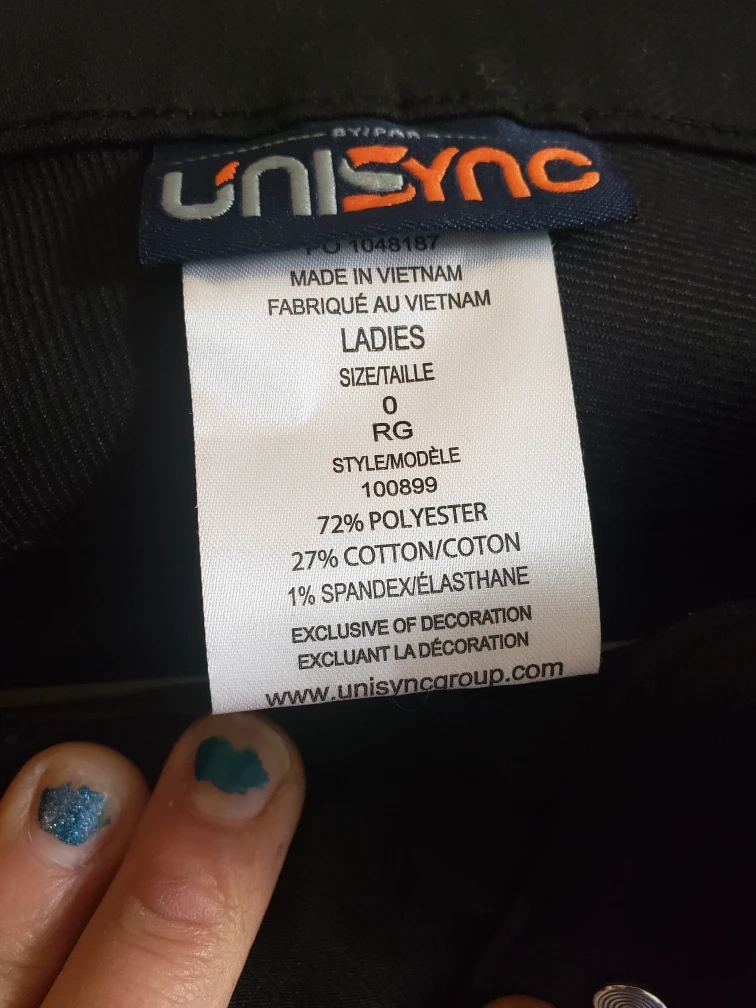 BY/PAR
UNISYNC
PO 1048187
MADE IN VIETNAM
FABRIQUÉ AU VIETNAM
LADIES
SIZE/TAILLE
0
RG
STYLE/MODÈLE
100899
72% POLYESTER
27% COTTON/COTON
1% SPANDEX/ÉLASTHANE
EXCLUSIVE OF DECORATION
EXCLUANT LA DÉCORATION
www.unisyncgroup.com